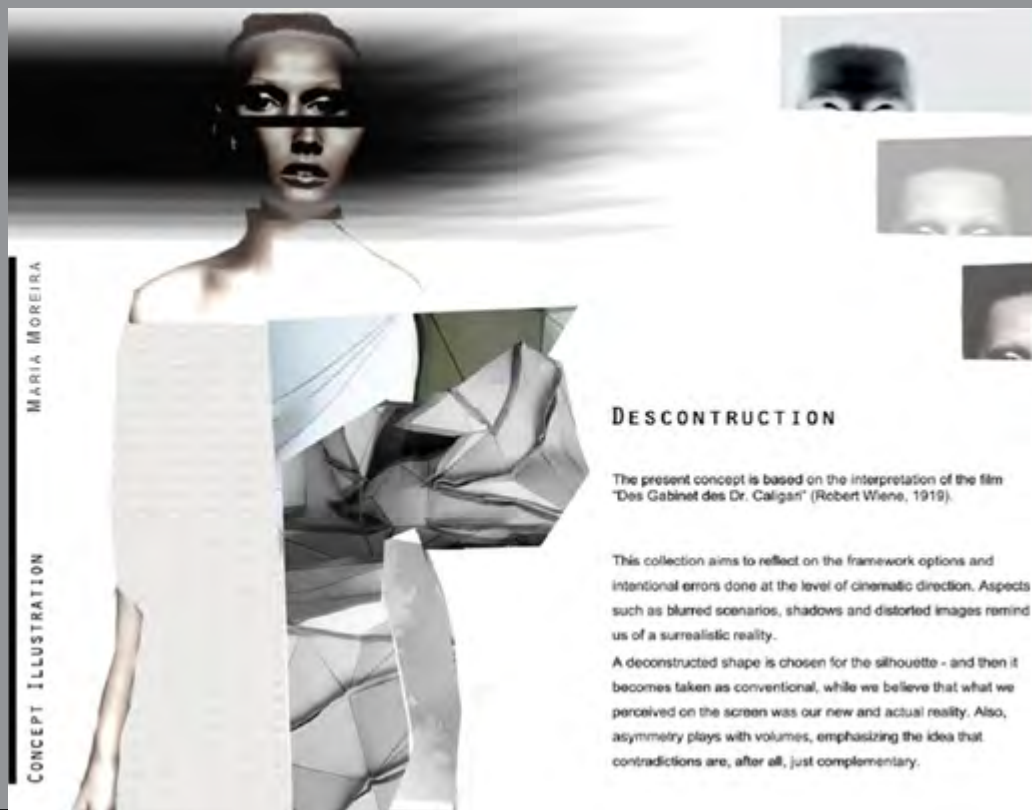 MARIA MOREIRA
CONCEPT ILLUSTRATION
DESCONTRUCTION
The present concept is based on the interpretation of the film
"Des Gabinet des Dr. Caligari" (Robert Wiene, 1919).
This collection aims to reflect on the framework options and
intentional errors done at the level of cinematic direction. Aspects
such as blurred scenarios, shadows and distorted images remind
us of a surrealistic reality.
A deconstructed shape is chosen for the silhouette - and then it
becomes taken as conventional, while we believe that what we
perceived on the screen was our new and actual reality. Also,
asymmetry plays with volumes, emphasizing the idea that
contradictions are, after all, just complementary.